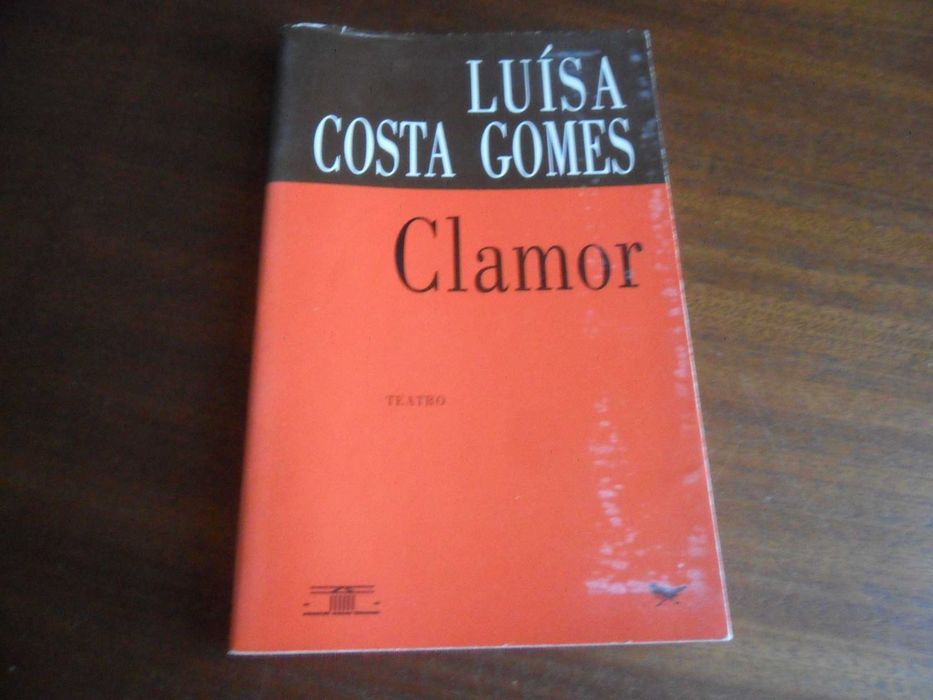 LUÍSA
COSTA GOMES
Clamor
TEATRO